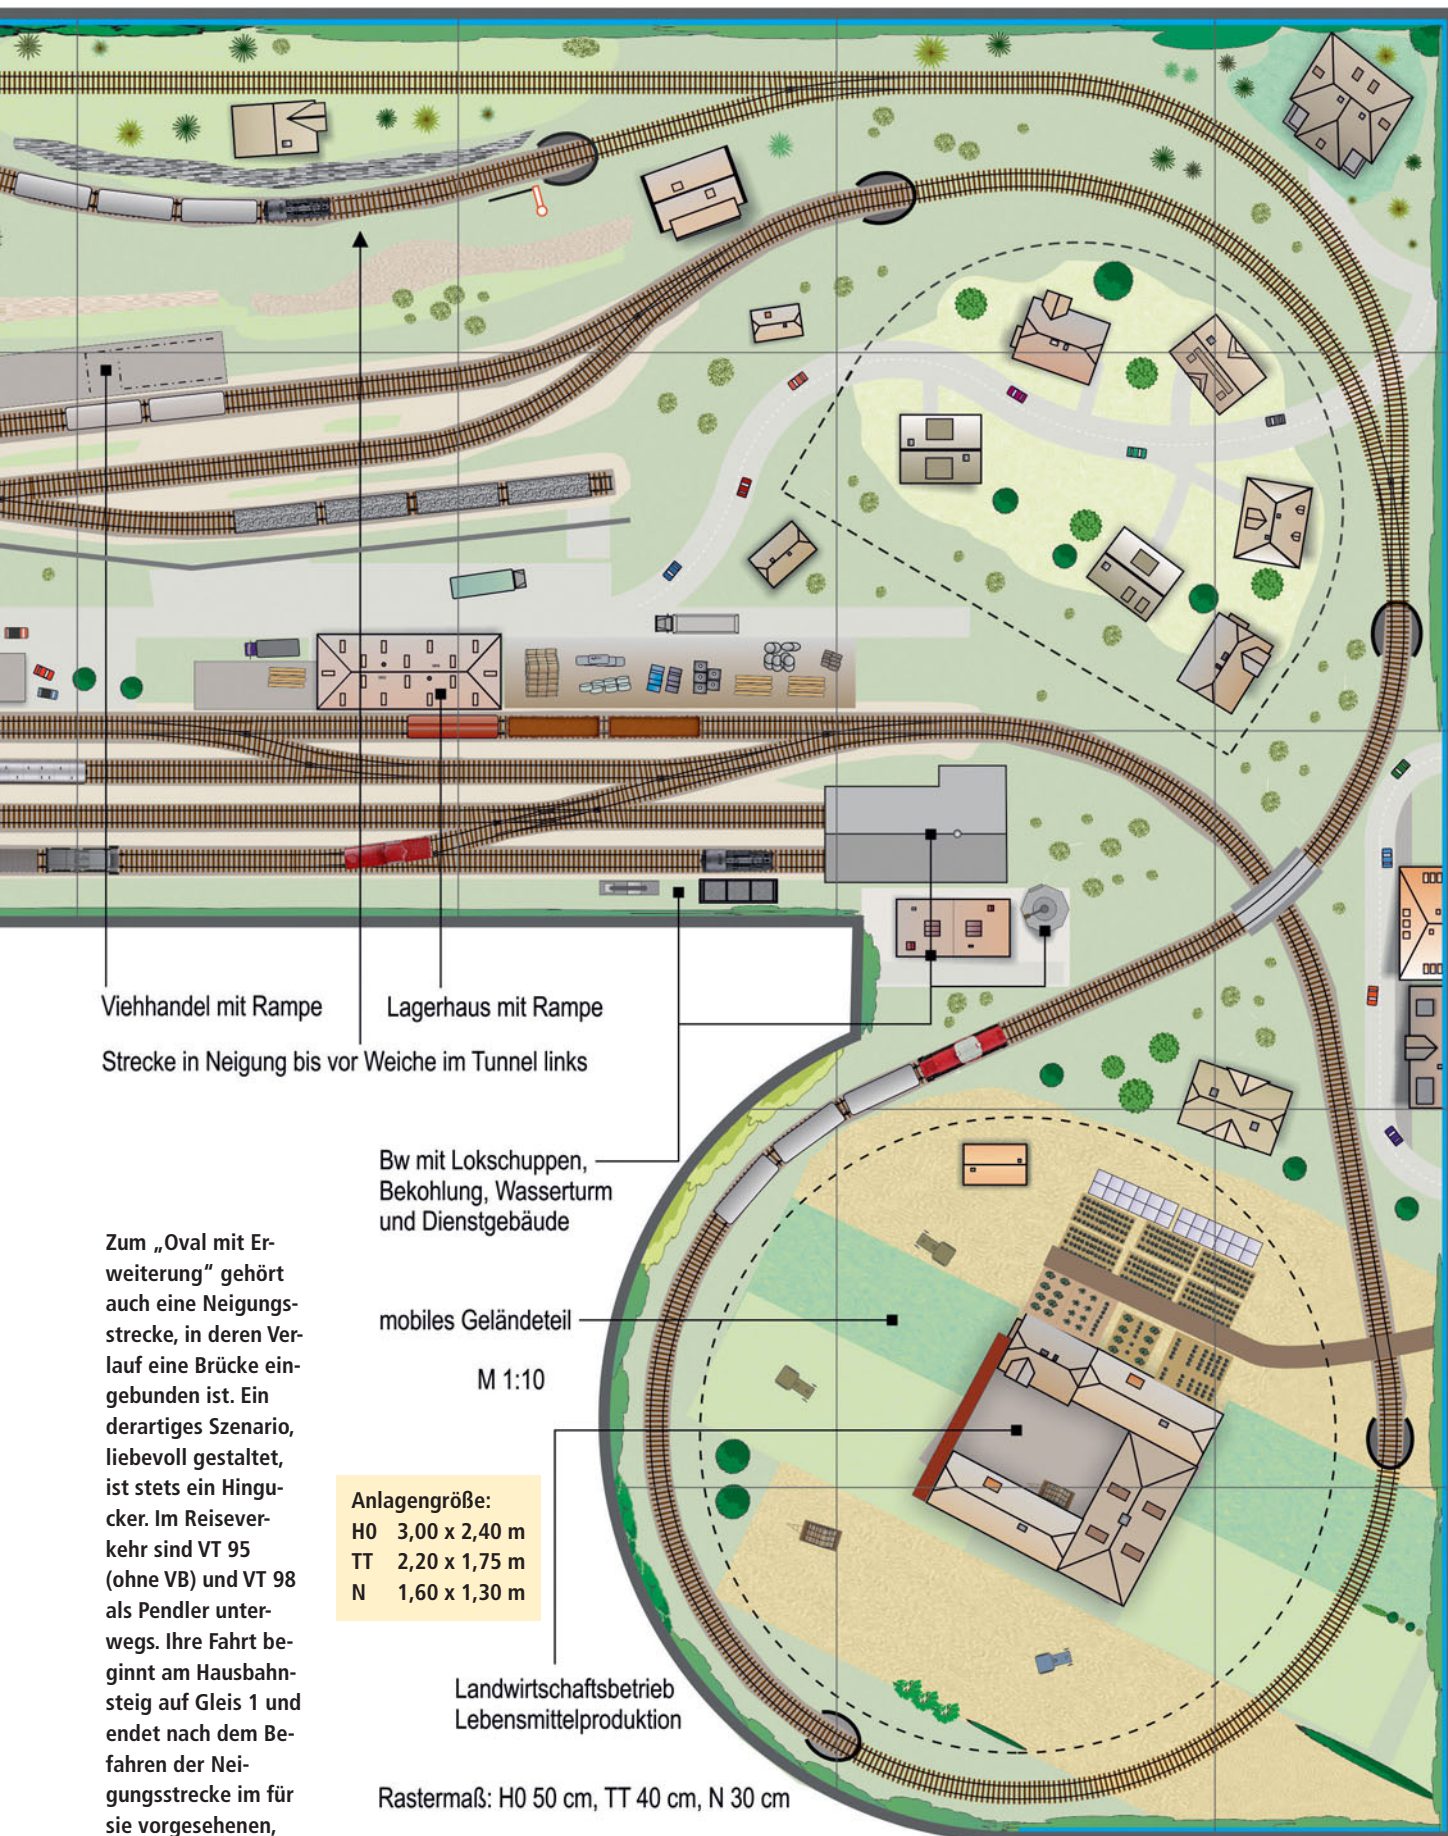 Viehhandel mit Rampe
Lagerhaus mit Rampe
Strecke in Neigung bis vor Weiche im Tunnel links
Bw mit Lokschuppen,
Bekohlung, Wasserturm
und Dienstgebäude
mobiles Geländeteil
M 1:10
Zum „Oval mit Er-
weiterung“ gehört
auch eine Neigungs-
strecke, in deren Ver-
lauf eine Brücke ein-
gebunden ist. Ein
derartiges Szenario,
liebevoll gestaltet,
ist stets ein Hingu-
cker. Im Reisever-
kehr sind VT 95
(ohne VB) und VT 98
als Pendler unter-
wegs. Ihre Fahrt be-
ginnt am Hausbahn-
steig auf Gleis 1 und
endet nach dem Be-
fahren der Nei-
gungsstrecke im für
sie vorgesehenen,
Anlagengröße:
H0 3,00 x 2,40 m
TT 2,20 x 1,75 m
N 1,60 x 1,30 m
Landwirtschaftsbetrieb
Lebensmittelproduktion
Rastermaß: H0 50 cm, TT 40 cm, N 30 cm